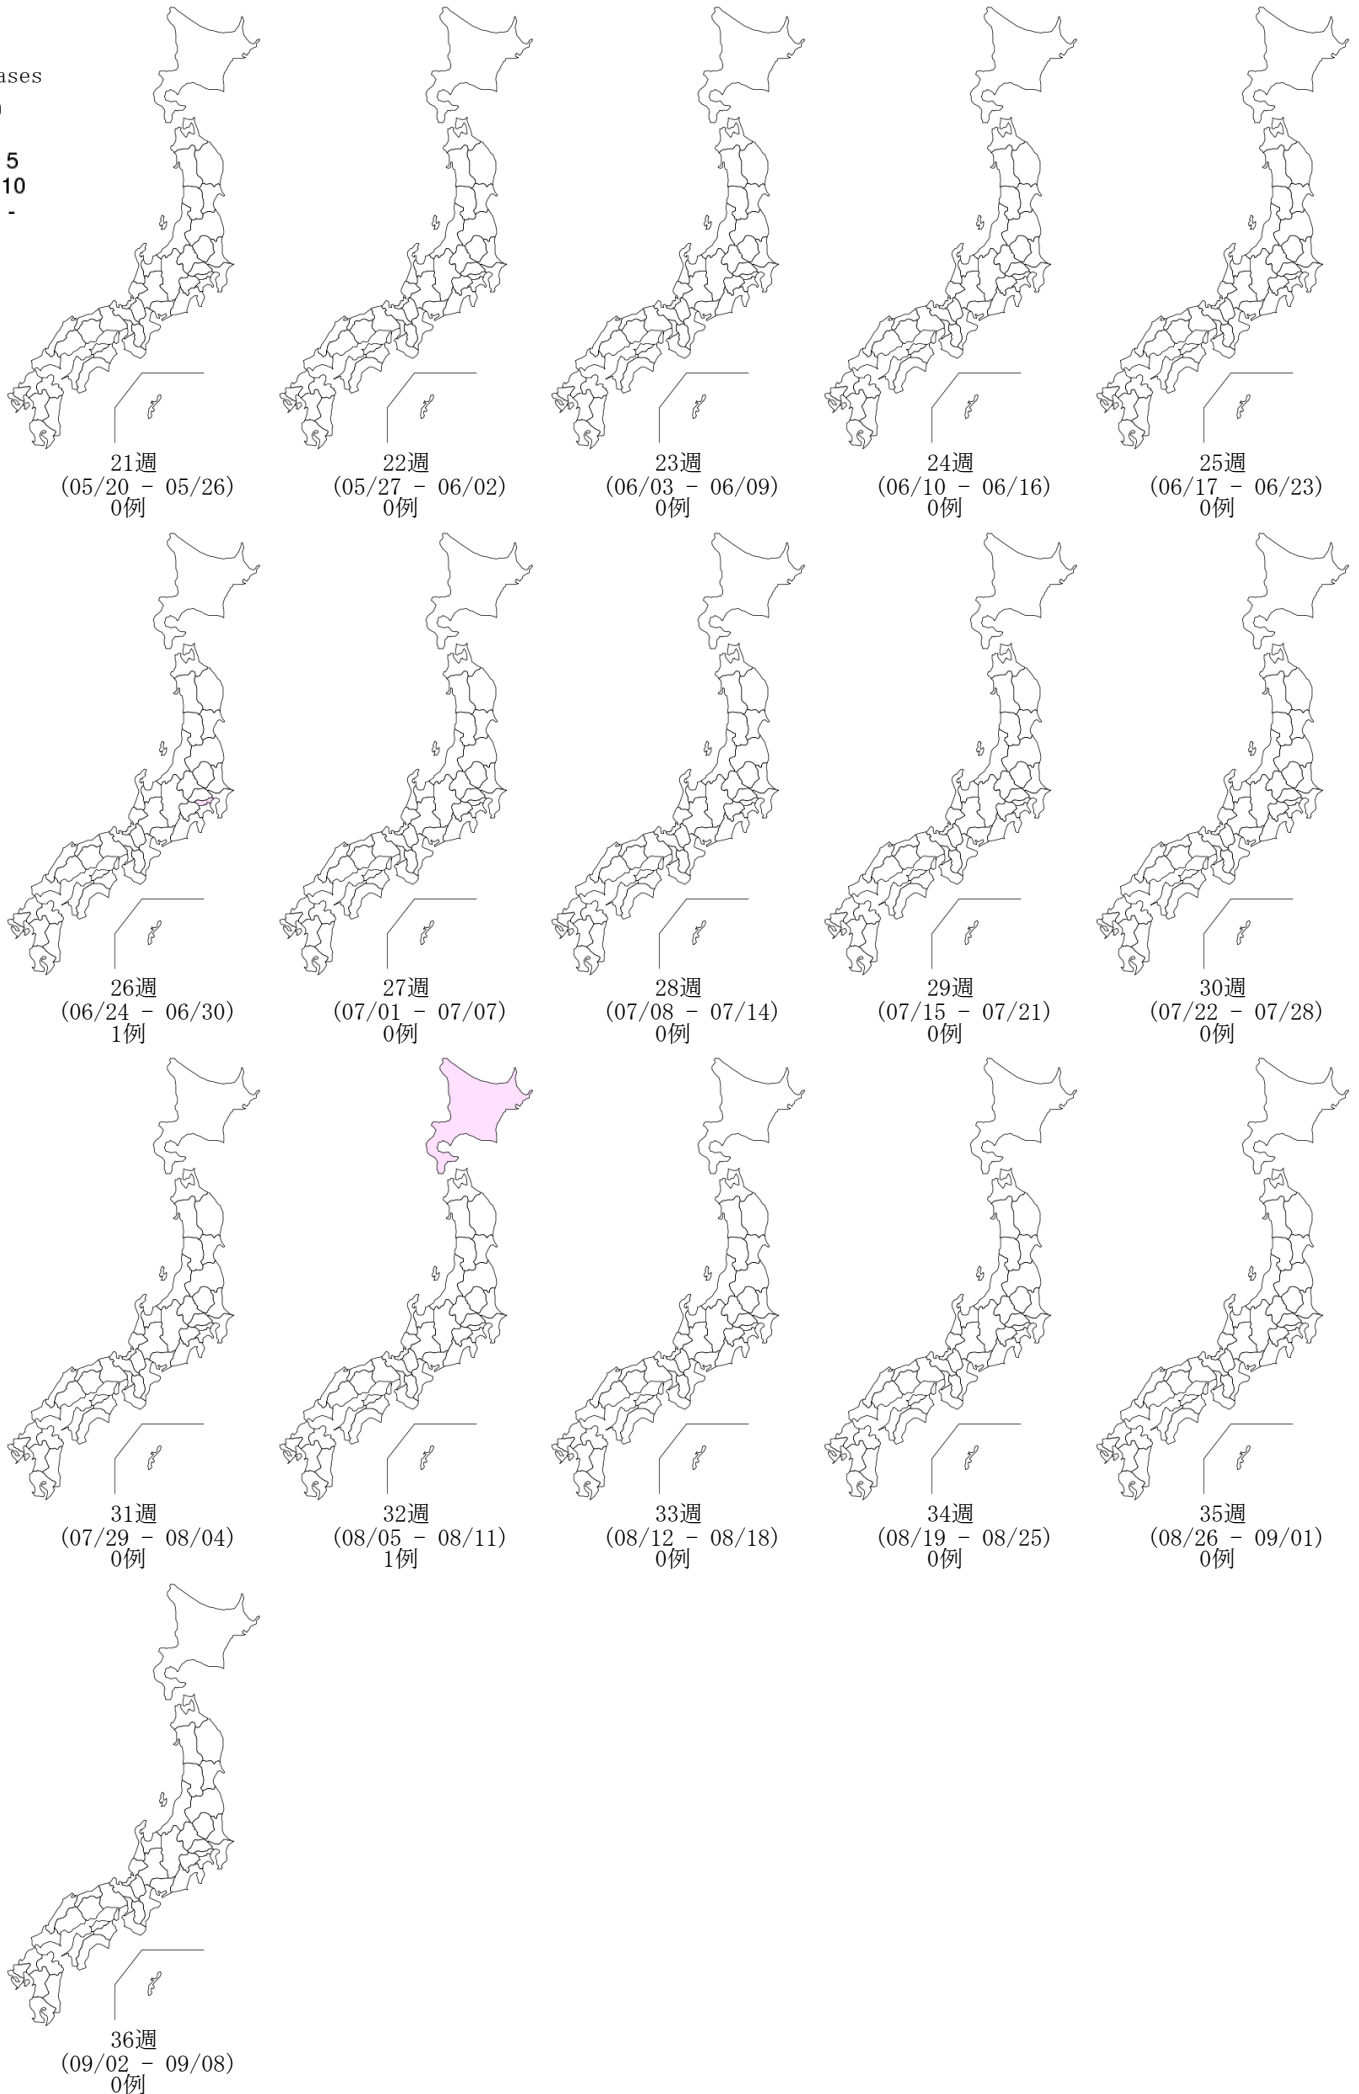 ases
5
10
-
21週
(05/20 - 05/26)
0例
22週
(05/27 - 06/02)
0例
23週
(06/03 - 06/09)
0例
24週
(06/10 - 06/16)
0例
25週
(06/17 - 06/23)
0例
26週
(06/24 - 06/30)
1例
27週
(07/01 - 07/07)
0例
28週
(07/08 - 07/14)
0例
29週
(07/15 - 07/21)
0例
30週
(07/22 - 07/28)
0例
31週
(07/29 - 08/04)
0例
32週
(08/05 - 08/11)
1例
33週
(08/12 - 08/18)
0例
34週
(08/19 - 08/25)
0例
35週
(08/26 - 09/01)
0例
36週
(09/02 - 09/08)
0例